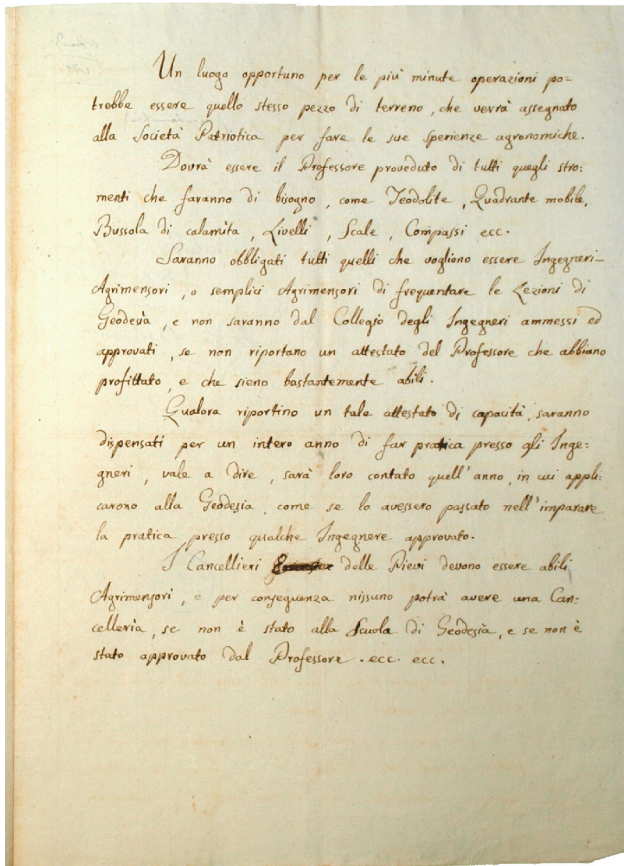 Un luogo opportuno per le più minute operazioni po=
trebbe essere quello stesso pezzo di terreno, che verrà assegnato
alla Società Patriotica per fare le sue sperienze agronomiche.
Dovrà essere il Professore proveduto di tutti quegli stro:
menti che faranno di bisogno, come Teodolite, Quadrante mobile,
Bussola di calamita, Livelli, Scale, Compassi ecc.
Saranno obbligati tutti quelli che vogliono essere Ingegneri-
Agrimensori, o semplici Agrimensori di frequentare le Lezioni di
Geodesia, e non saranno dal Collegio degli Ingegneri ammessi ed
approvati, se non riportano un attestato del Professore che abbiano
profittato, e che sieno bastantemente abili.
Qualora riportino un tale attestato di capacità, saranno
dispensati per un intero anno di far pratica presso gli Inge:
gneri, vale a dire, sarà loro contato quell'anno, in cui appli:
carono alla Geodesia, come se lo avessero passato nell'imparare
la pratica presso qualche Ingegnere approvato.
I Cancellieri delle Pievi devono essere abili
Agrimensori, e per conseguenza nissuno potrà avere una Can:
celleria, se non è stato alla Scuola di Geodesia, e se non è
stato approvato dal Professore. ecc. ecc.